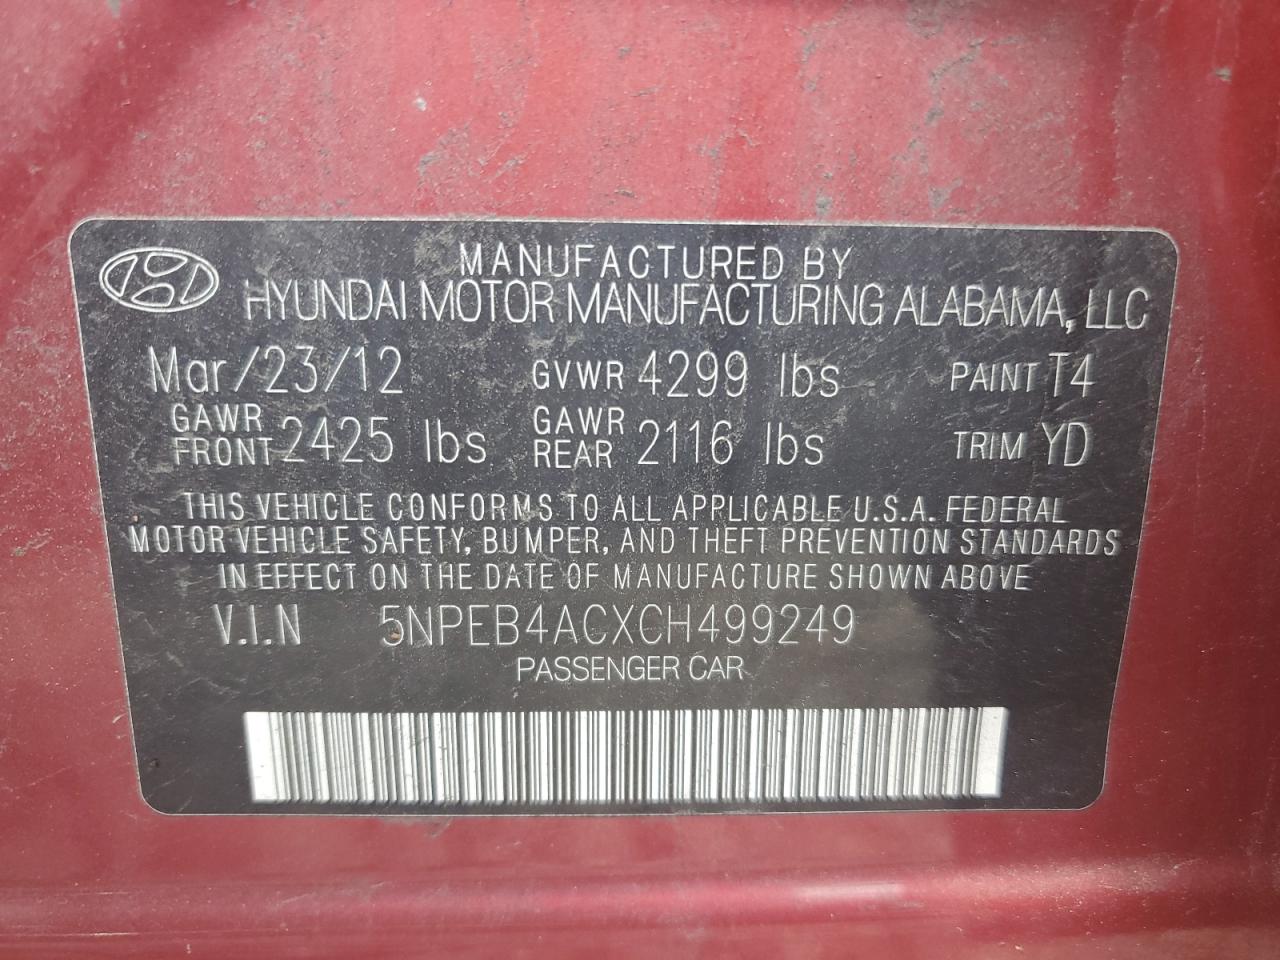 MANUFACTURED BY
HYUNDAI MOTOR MANUFACTURING ALABAMA, LLC
Mar/23/12 GVWR 4299 lbs PAINT T4
GAWR FRONT 2425 lbs GAWR REAR 2116 lbs TRIM YD
THIS VEHICLE CONFORMS TO ALL APPLICABLE U.S.A. FEDERAL
MOTOR VEHICLE SAFETY, BUMPER, AND THEFT PREVENTION STANDARDS
IN EFFECT ON THE DATE OF MANUFACTURE SHOWN ABOVE
V.I.N 5NPEB4ACXCH499249
PASSENGER CAR